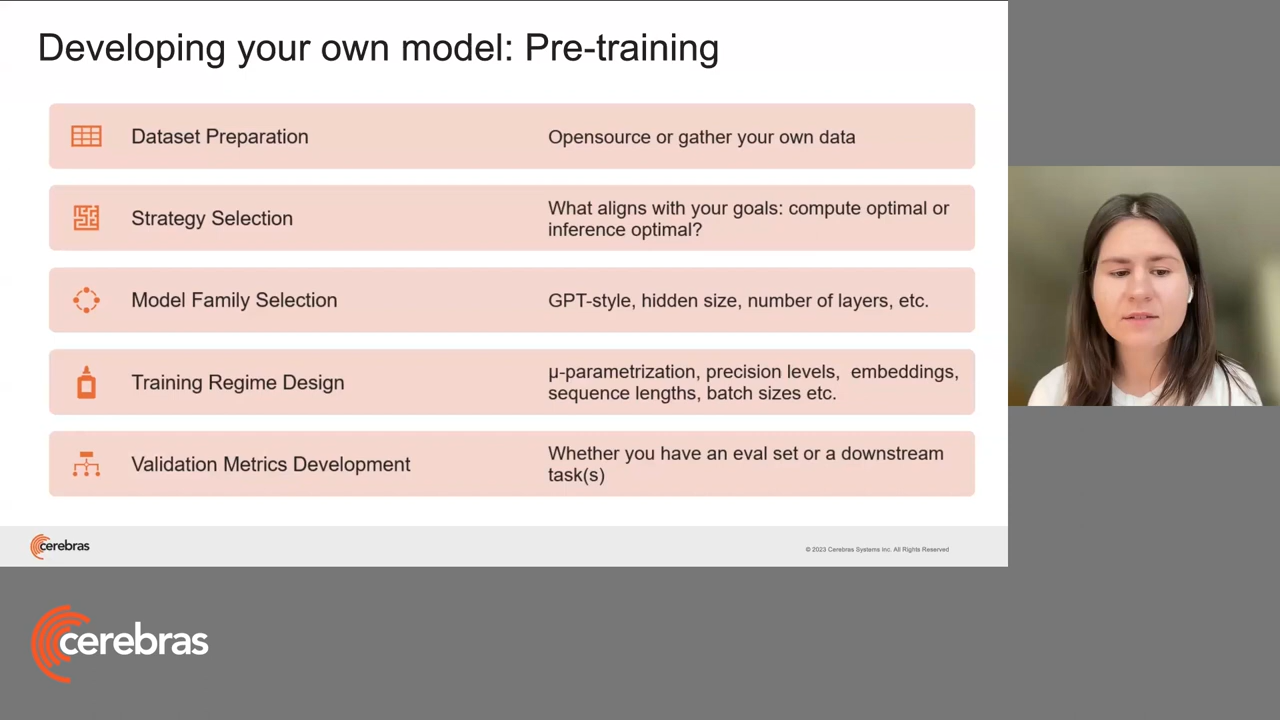 Developing your own model: Pre-training
Dataset Preparation
Opensource or gather your own data
Strategy Selection
What aligns with your goals: compute optimal or
inference optimal?
Model Family Selection
GPT-style, hidden size, number of layers, etc.
Training Regime Design
μ-parametrization, precision levels,  embeddings,
sequence lengths, batch sizes etc.
Validation Metrics Development
Whether you have an eval set or a downstream
task(s)
cerebras
© 2023 Cerebras Systems Inc. All Rights Reserved
cerebras